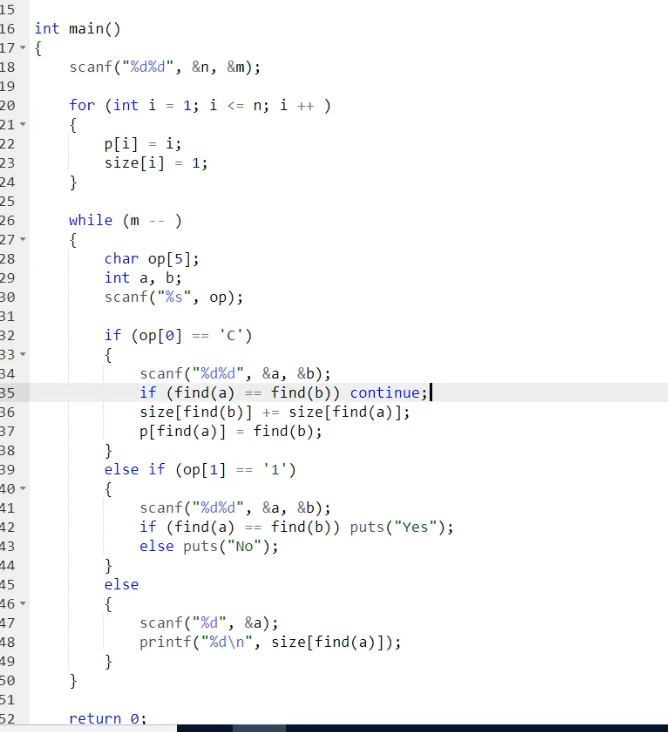 15
16 int main()
17 {
18 scanf("%d%d", &n, &m);
19
20 for (int i = 1; i <= n; i ++ )
21 {
22 p[i] = i;
23 size[i] = 1;
24 }
25
26 while (m -- )
27 {
28 char op[5];
29 int a, b;
30 scanf("%s", op);
31
32 if (op[0] == 'C')
33 {
34 scanf("%d%d", &a, &b);
35 if (find(a) == find(b)) continue;
36 size[find(b)] += size[find(a)];
37 p[find(a)] = find(b);
38 }
39 else if (op[1] == '1')
40 {
41 scanf("%d%d", &a, &b);
42 if (find(a) == find(b)) puts("Yes");
43 else puts("No");
44 }
45 else
46 {
47 scanf("%d", &a);
48 printf("%d\n", size[find(a)]);
49 }
50 }
51
52 return 0;